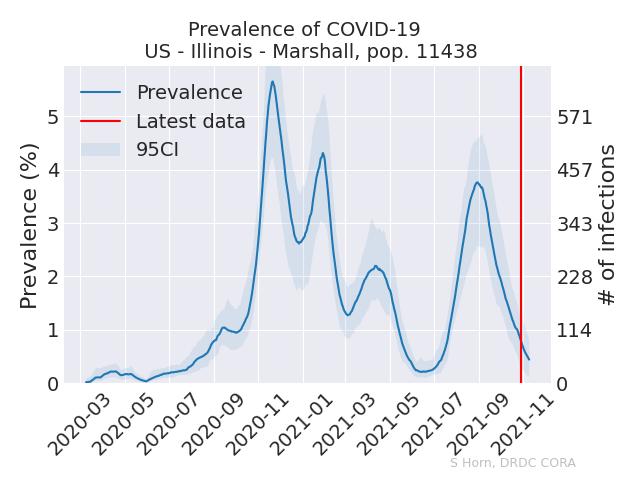 Prevalence of COVID-19
US - Illinois - Marshall, pop. 11438
Prevalence
Latest data
95CI
Prevalence (%)
5
4
3
2
1
0
571
457
343
228
114
0
# of infections
2020-03
2020-05
2020-07
2020-09
2020-11
2021-01
2021-03
2021-05
2021-07
2021-09
2021-11
S Horn, DRDC CORA